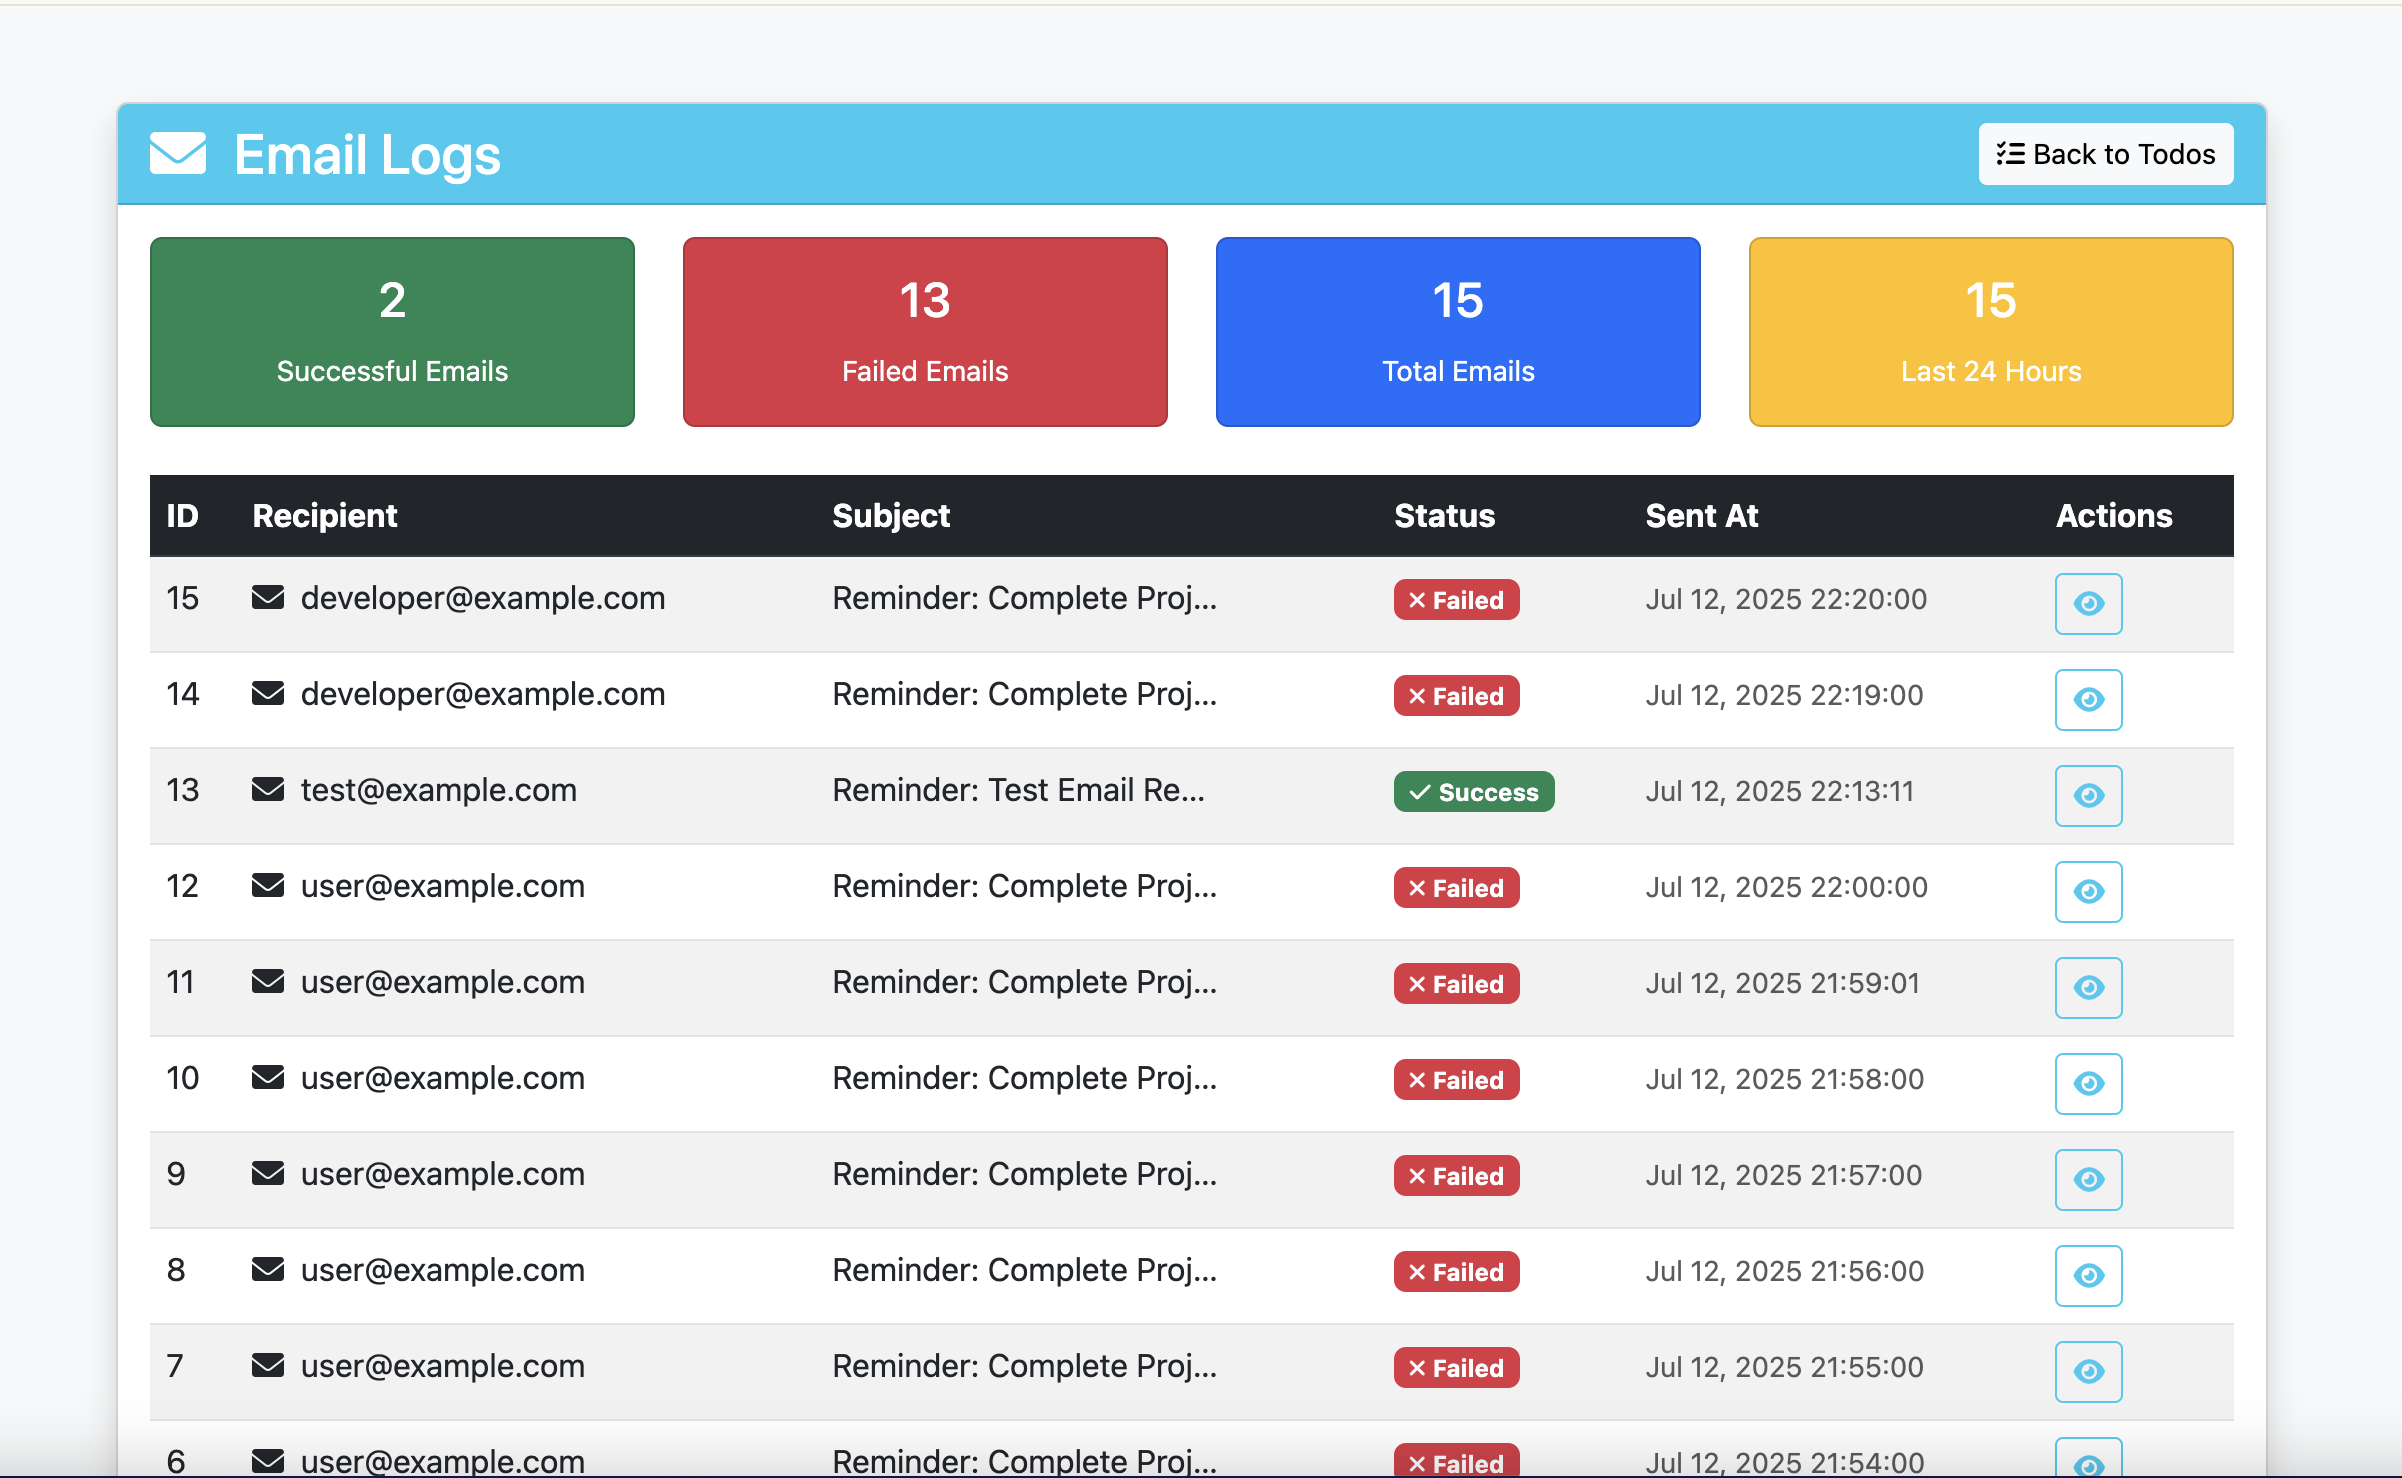 Email Logs
Back to Todos
2
Successful Emails
13
Failed Emails
15
Total Emails
15
Last 24 Hours
ID Recipient Subject Status Sent At Actions
15 developer@example.com Reminder: Complete Proj... Failed Jul 12, 2025 22:20:00
14 developer@example.com Reminder: Complete Proj... Failed Jul 12, 2025 22:19:00
13 test@example.com Reminder: Test Email Re... Success Jul 12, 2025 22:13:11
12 user@example.com Reminder: Complete Proj... Failed Jul 12, 2025 22:00:00
11 user@example.com Reminder: Complete Proj... Failed Jul 12, 2025 21:59:01
10 user@example.com Reminder: Complete Proj... Failed Jul 12, 2025 21:58:00
9 user@example.com Reminder: Complete Proj... Failed Jul 12, 2025 21:57:00
8 user@example.com Reminder: Complete Proj... Failed Jul 12, 2025 21:56:00
7 user@example.com Reminder: Complete Proj... Failed Jul 12, 2025 21:55:00
6 user@example.com Reminder: Complete Proj... Failed Jul 12, 2025 21:54:00